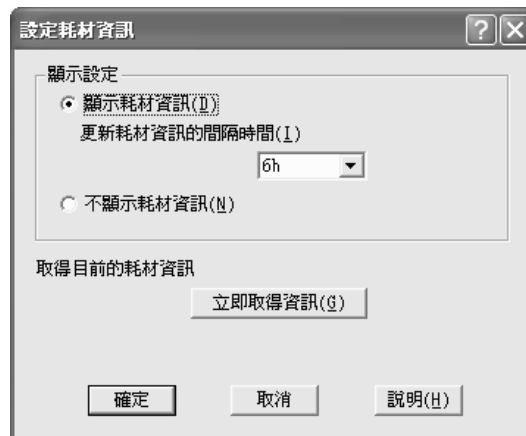 設定耗材資訊
顯示設定
顯示耗材資訊(D)
更新耗材資訊的間隔時間(I)
6h
不顯示耗材資訊(N)
取得目前的耗材資訊
立即取得資訊(G)
確定 取消 說明(H)